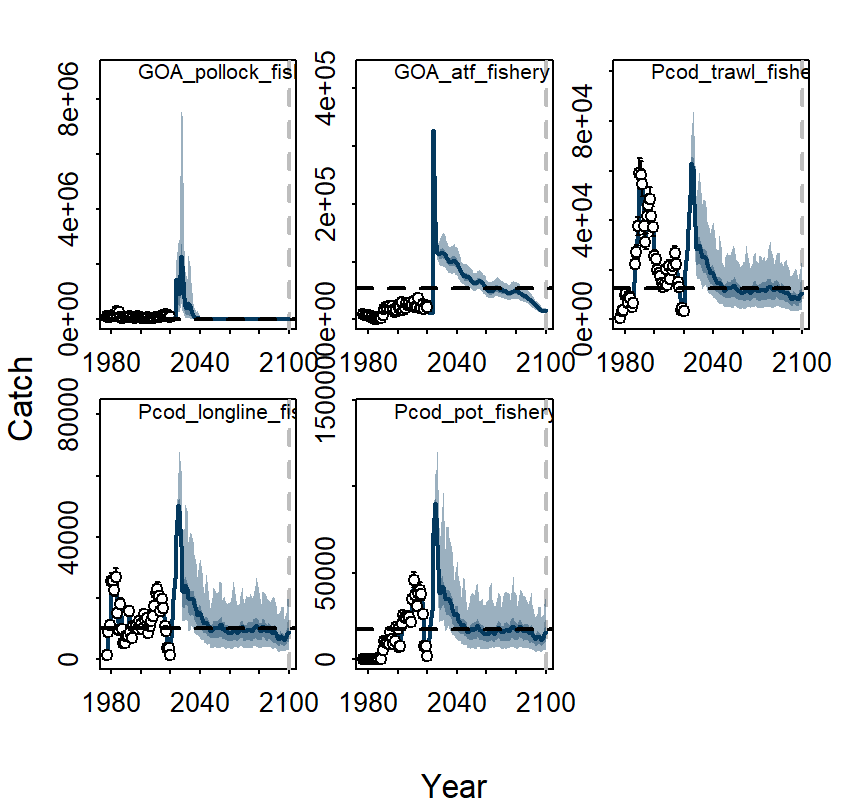 GOA_pollock_fis
GOA_atf_fishery
Pcod_trawl_fishe
8e+06
4e+06
0e+00
4e+05
2e+05
0e+00
8e+04
4e+04
0e+00
1980 2040 2100
1980 2040 2100
1980 2040 2100
Catch
Pcod_longline_fis
Pcod_pot_fishery
80000
40000
0
150000
50000
0
1980 2040 2100
1980 2040 2100
Year